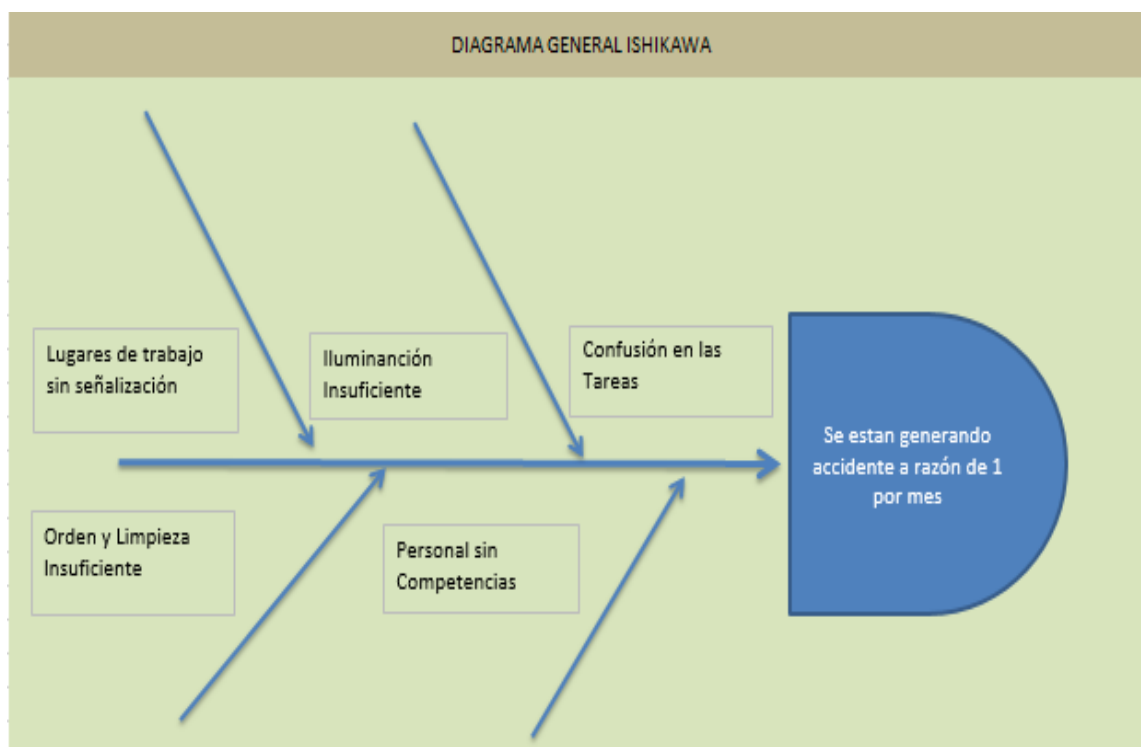 DIAGRAMA GENERAL ISHIKAWA
Lugares de trabajo
sin señalización
Iluminanción
Insuficiente
Confusión en las
Tareas
Se estan generando
accidente a razón de 1
por mes
Orden y Limpieza
Insuficiente
Personal sin
Competencias